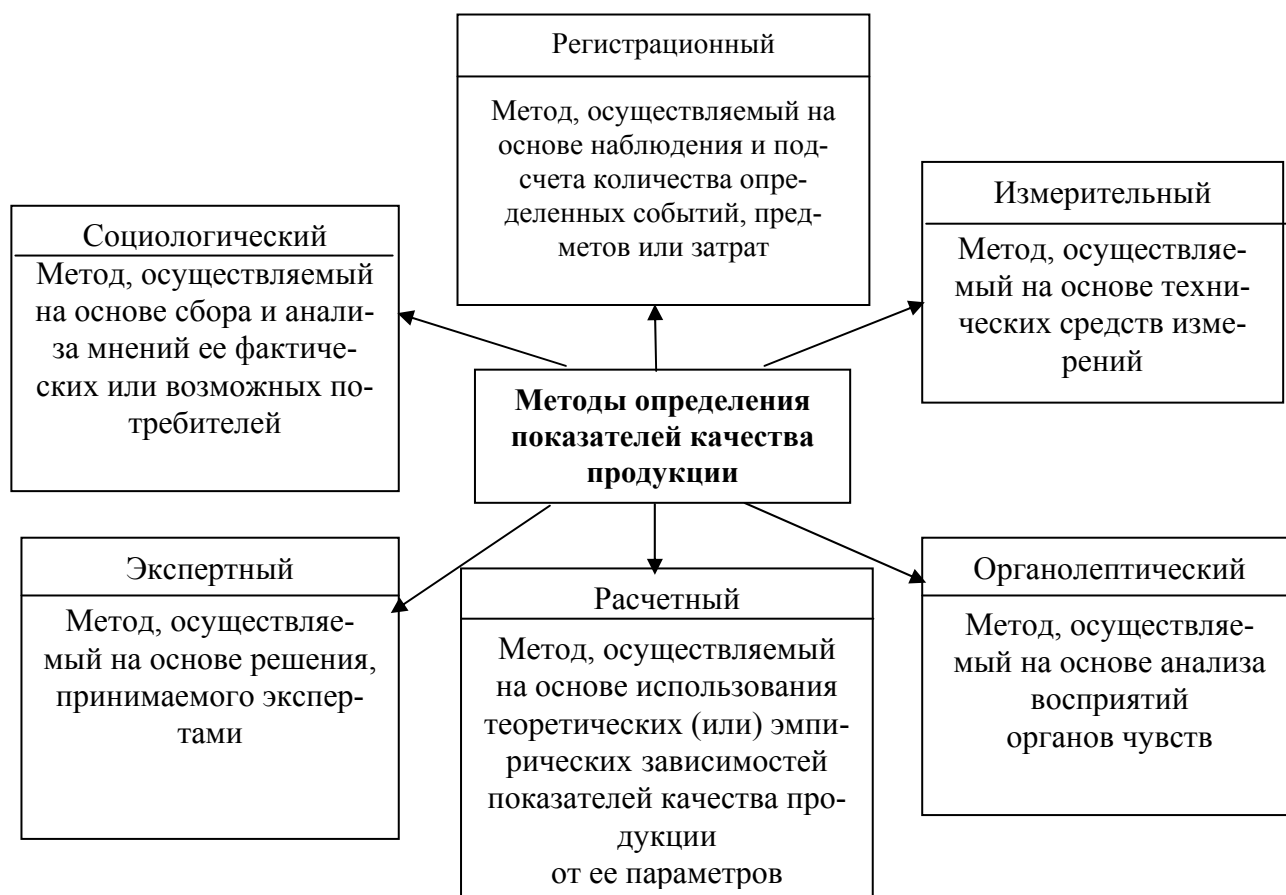 Регистрационный
Метод, осуществляемый на
основе наблюдения и под-
счета количества опре-
деленных событий, пред-
метов или затрат
Социологический
Метод, осуществляемый
на основе сбора и анали-
за мнений ее фактиче-
ских или возможных по-
требителей
Измерительный
Метод, осуществляе-
мый на основе техни-
ческих средств изме-
рений
Методы определения
показателей качества
продукции
Экспертный
Метод, осуществляе-
мый на основе решения,
принимаемого экспер-
тами
Расчетный
Метод, осуществляемый
на основе использования
теоретических (или) эмпи-
рических зависимостей
показателей качества про-
дукции
от ее параметров
Органолептический
Метод, осуществляе-
мый на основе анализа
восприятий
органов чувств